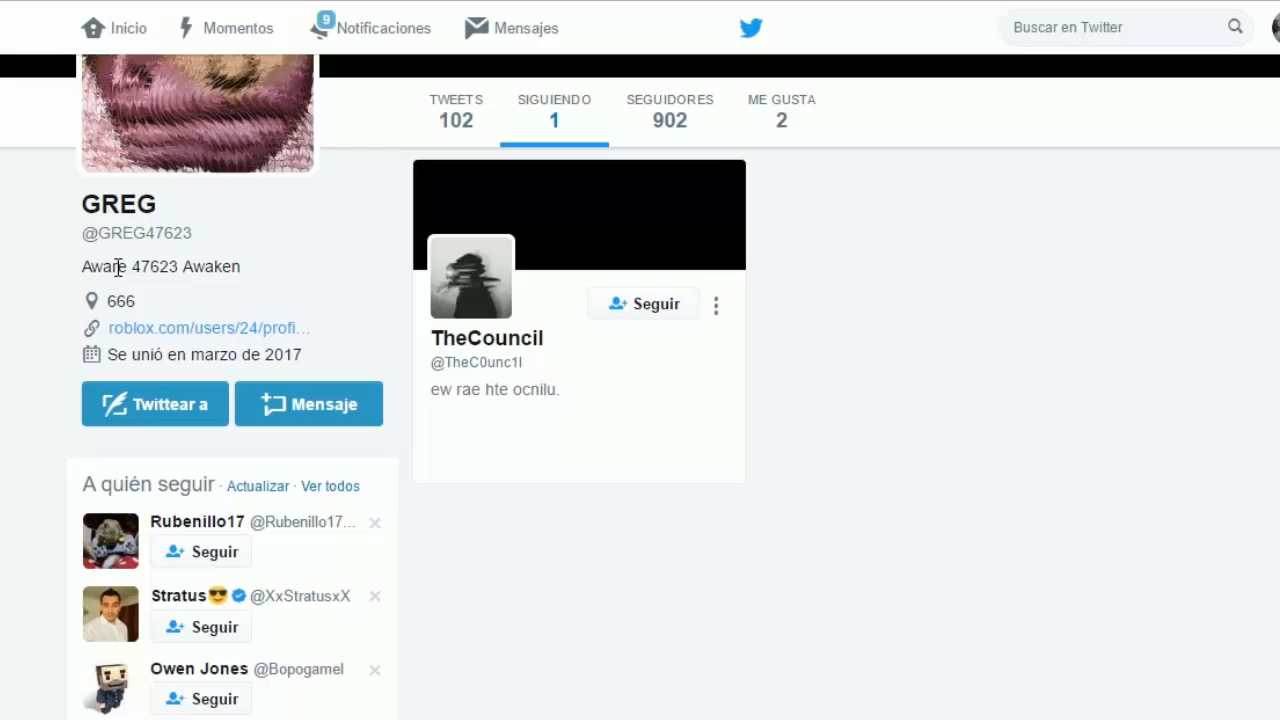 Inicio
Momentos
9
Notificaciones
Mensajes
Buscar en Twitter
TWEETS
102
SIGUIENDO
1
SEGUIDORES
902
ME GUSTA
2
GREG
@GREG47623
Aware 47623 Awaken
666
roblox.com/users/24/profi...
Se unió en marzo de 2017
Twittear a
Mensaje
Seguir
TheCouncil
@TheC0unc1l
ew rae hte ocnilu.
A quién seguir · Actualizar · Ver todos
Rubenillo17 @Rubenillo17...
Seguir
Stratus😎 @XxStratusxX
Seguir
Owen Jones @Bopogamel
Seguir